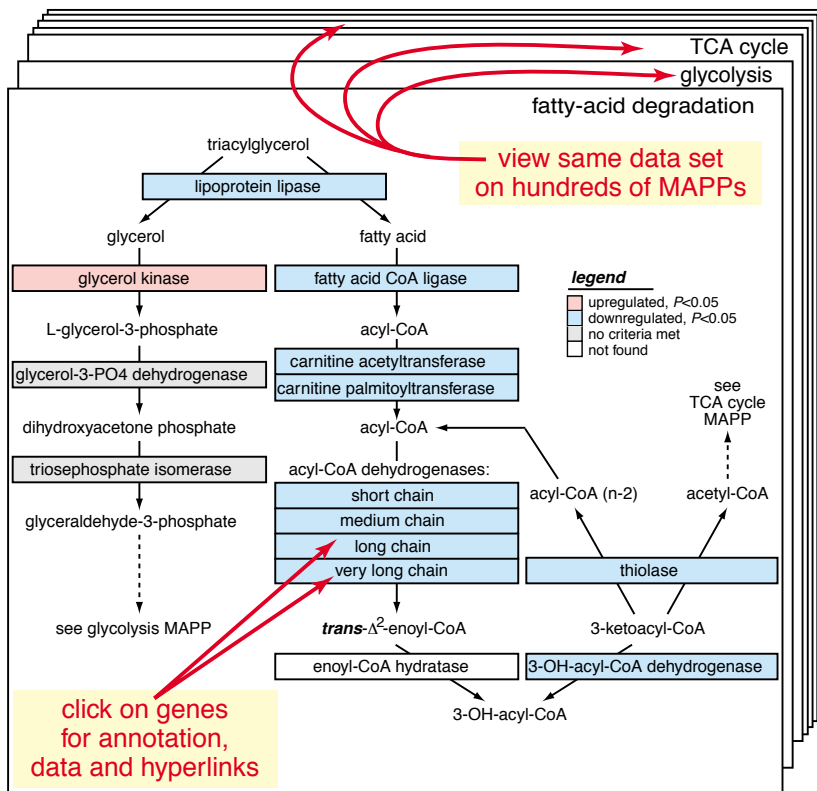 TCA cycle
glycolysis
fatty-acid degradation
view same data set
on hundreds of MAPPs
triacylglycerol
lipoprotein lipase
glycerol
fatty acid
glycerol kinase
fatty acid CoA ligase
legend
upregulated, P<0.05
downregulated, P<0.05
no criteria met
not found
L-glycerol-3-phosphate
acyl-CoA
glycerol-3-PO4 dehydrogenase
carnitine acetyltransferase
carnitine palmitoyltransferase
see
TCA cycle
MAPP
dihydroxyacetone phosphate
acyl-CoA
triosephosphate isomerase
acyl-CoA dehydrogenases:
short chain
medium chain
long chain
very long chain
acyl-CoA (n-2)
acetyl-CoA
glyceraldehyde-3-phosphate
thiolase
see glycolysis MAPP
trans-Δ²-enoyl-CoA
3-ketoacyl-CoA
enoyl-CoA hydratase
3-OH-acyl-CoA dehydrogenase
3-OH-acyl-CoA
click on genes
for annotation,
data and hyperlinks